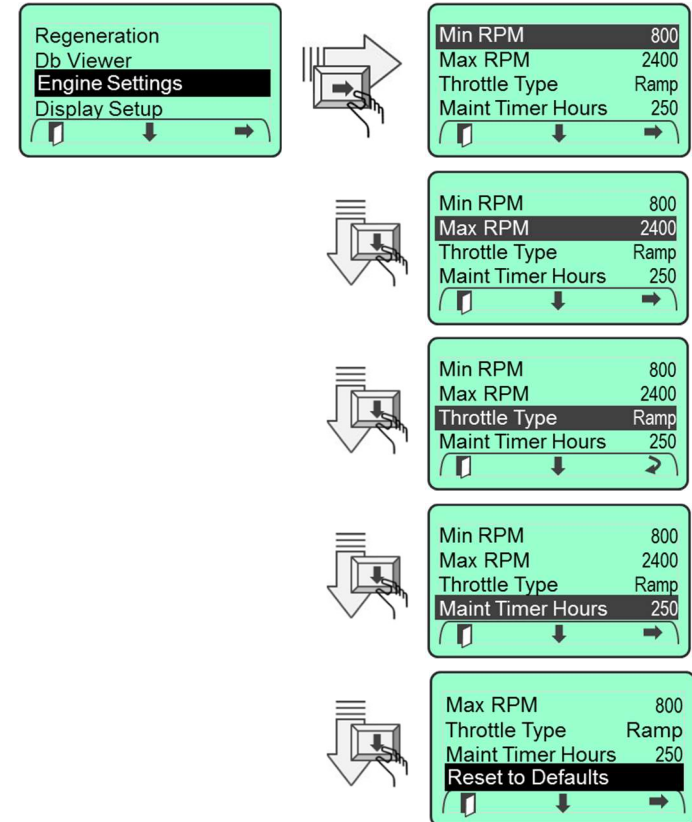 Regeneration
Db Viewer
Engine Settings
Display Setup
Min RPM 800
Max RPM 2400
Throttle Type Ramp
Maint Timer Hours 250
Min RPM 800
Max RPM 2400
Throttle Type Ramp
Maint Timer Hours 250
Min RPM 800
Max RPM 2400
Throttle Type Ramp
Maint Timer Hours 250
Min RPM 800
Max RPM 2400
Throttle Type Ramp
Maint Timer Hours 250
Max RPM 800
Throttle Type Ramp
Maint Timer Hours 250
Reset to Defaults